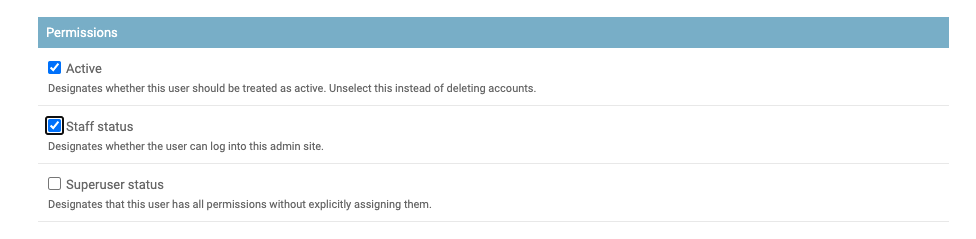 Permissions
Active
Designates whether this user should be treated as active. Unselect this instead of deleting accounts.
Staff status
Designates whether the user can log into this admin site.
Superuser status
Designates that this user has all permissions without explicitly assigning them.